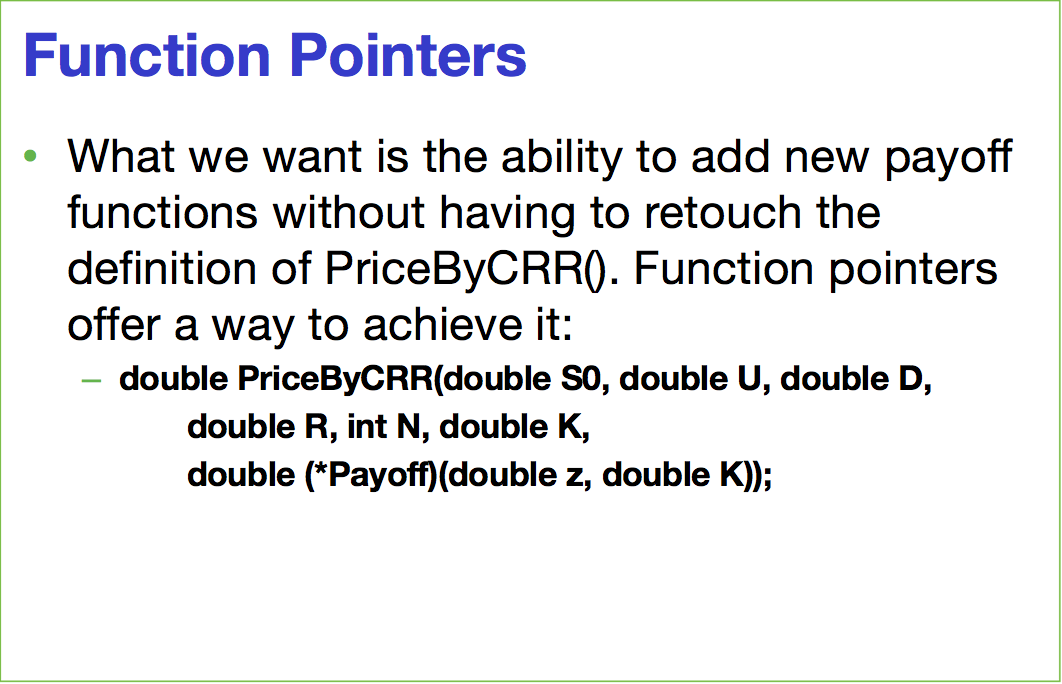 Function Pointers
• What we want is the ability to add new payoff
functions without having to retouch the
definition of PriceByCRR(). Function pointers
offer a way to achieve it:
– double PriceByCRR(double S0, double U, double D,
double R, int N, double K,
double (*Payoff)(double z, double K));